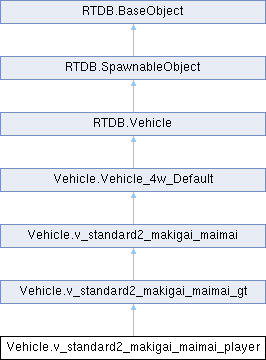 RTDB.BaseObject
RTDB.SpawnableObject
RTDB.Vehicle
Vehicle.Vehicle_4w_Default
Vehicle.v_standard2_makigai_maimai
Vehicle.v_standard2_makigai_maimai_gt
Vehicle.v_standard2_makigai_maimai_player